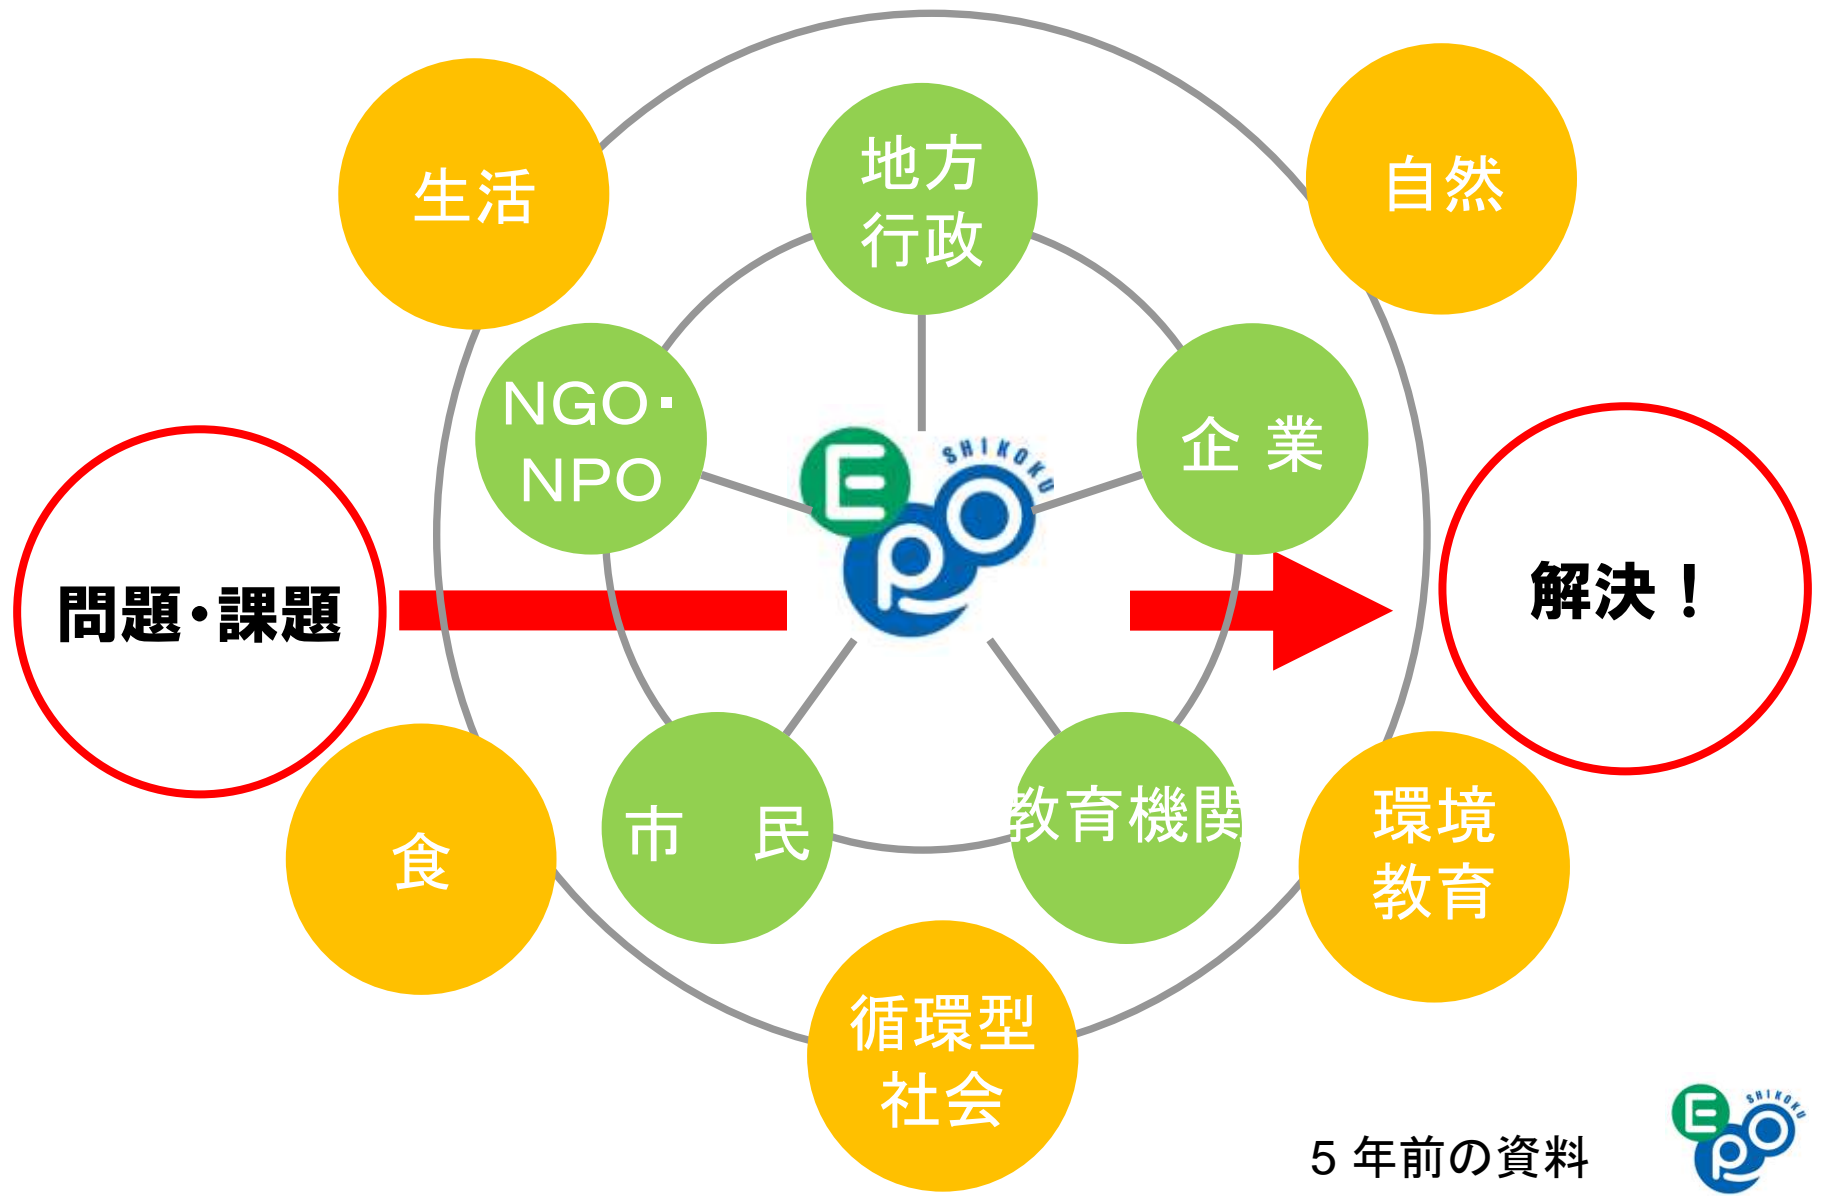 生活
地方
行政
自然
NGO・
NPO
企 業
SHIKOKU
EPO
問題・課題
解決！
市　民
教育機関
食
環境
教育
循環型
社会
5 年前の資料
SHIKOKU
EPO